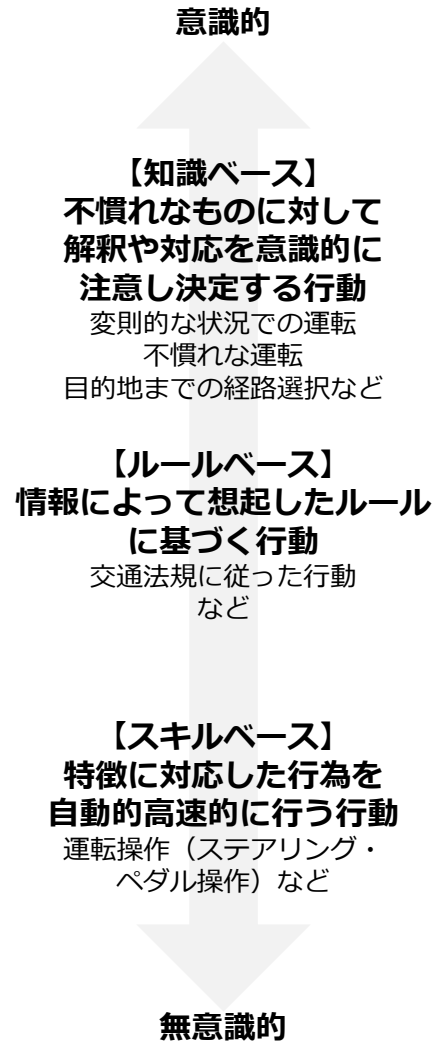 意識的
【知識ベース】
不慣れなものに対して
解釈や対応を意識的に
注意し決定する行動
変則的な状況での運転
不慣れな運転
目的地までの経路選択など
【ルールベース】
情報によって想起したルール
に基づく行動
交通法規に従った行動
など
【スキルベース】
特徴に対応した行為を
自動的高速的に行う行動
運転操作（ステアリング・
ペダル操作）など
無意識的